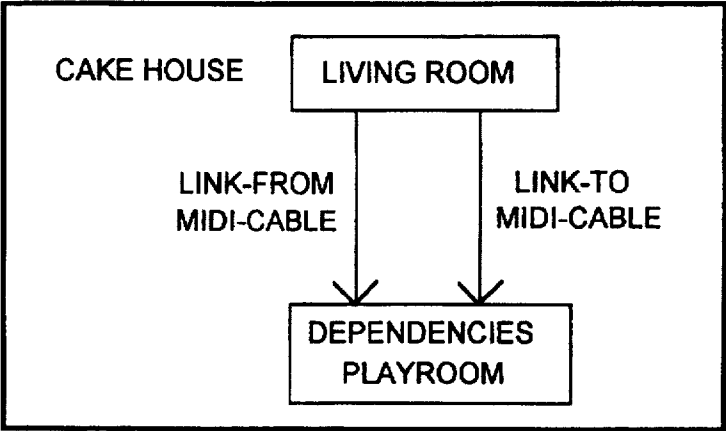 CAKE HOUSE
LIVING ROOM
LINK-FROM
MIDI-CABLE
LINK-TO
MIDI-CABLE
DEPENDENCIES
PLAYROOM